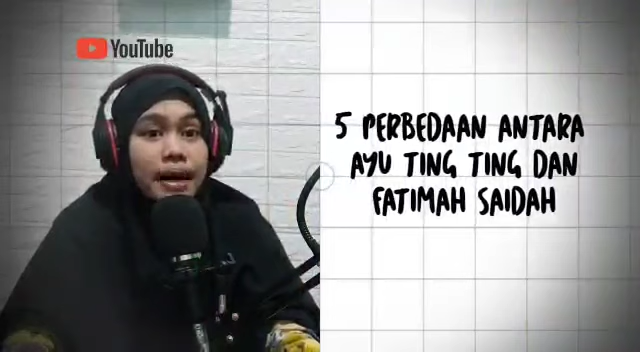 YouTube
5 PERBEDAAN ANTARA
AYU TING TING DAN
FATIMAH SAIDAH